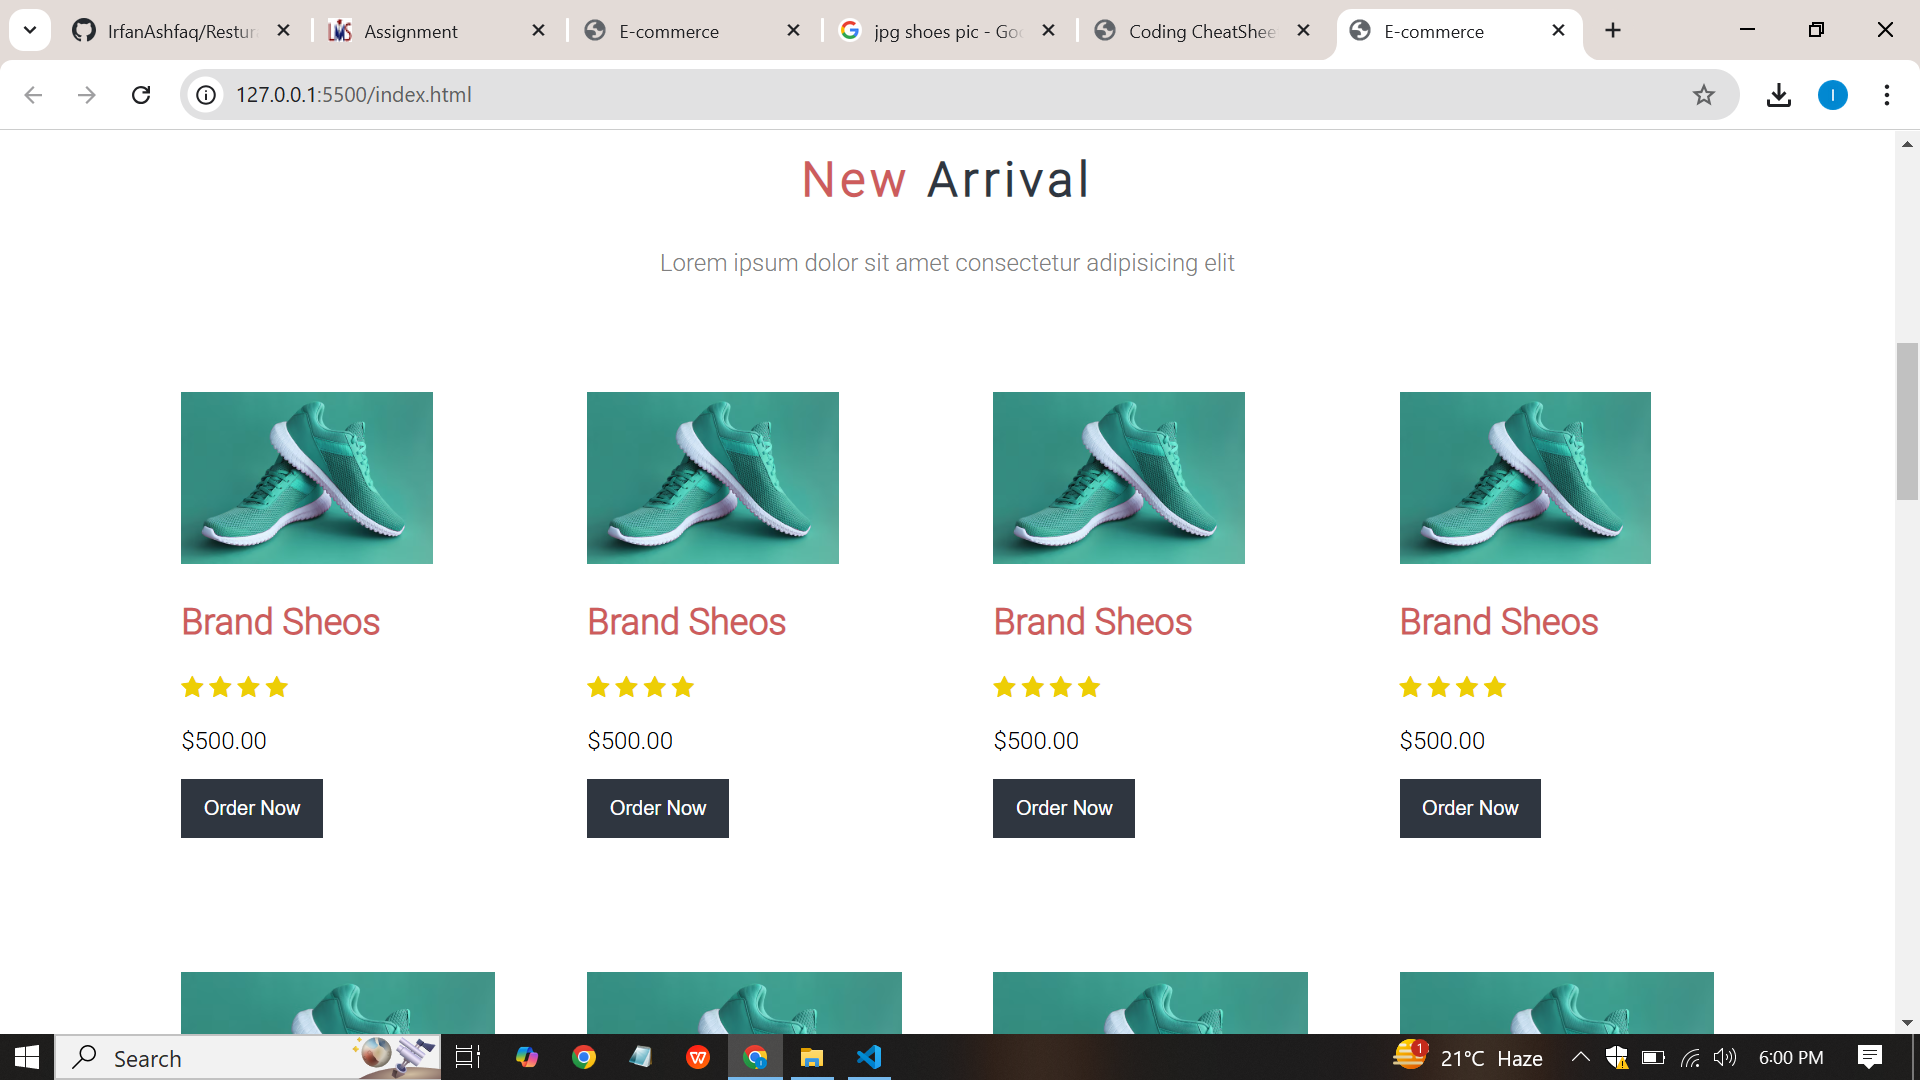 IrfanAshfaq/Restur
Assignment
E-commerce
jpg shoes pic - Goo
Coding CheatShee
E-commerce
127.0.0.1:5500/index.html
I
New Arrival
Lorem ipsum dolor sit amet consectetur adipisicing elit
Brand Sheos Brand Sheos Brand Sheos Brand Sheos
$500.00 $500.00 $500.00 $500.00
Order Now Order Now Order Now Order Now
Search
1
21°C Haze
6:00 PM